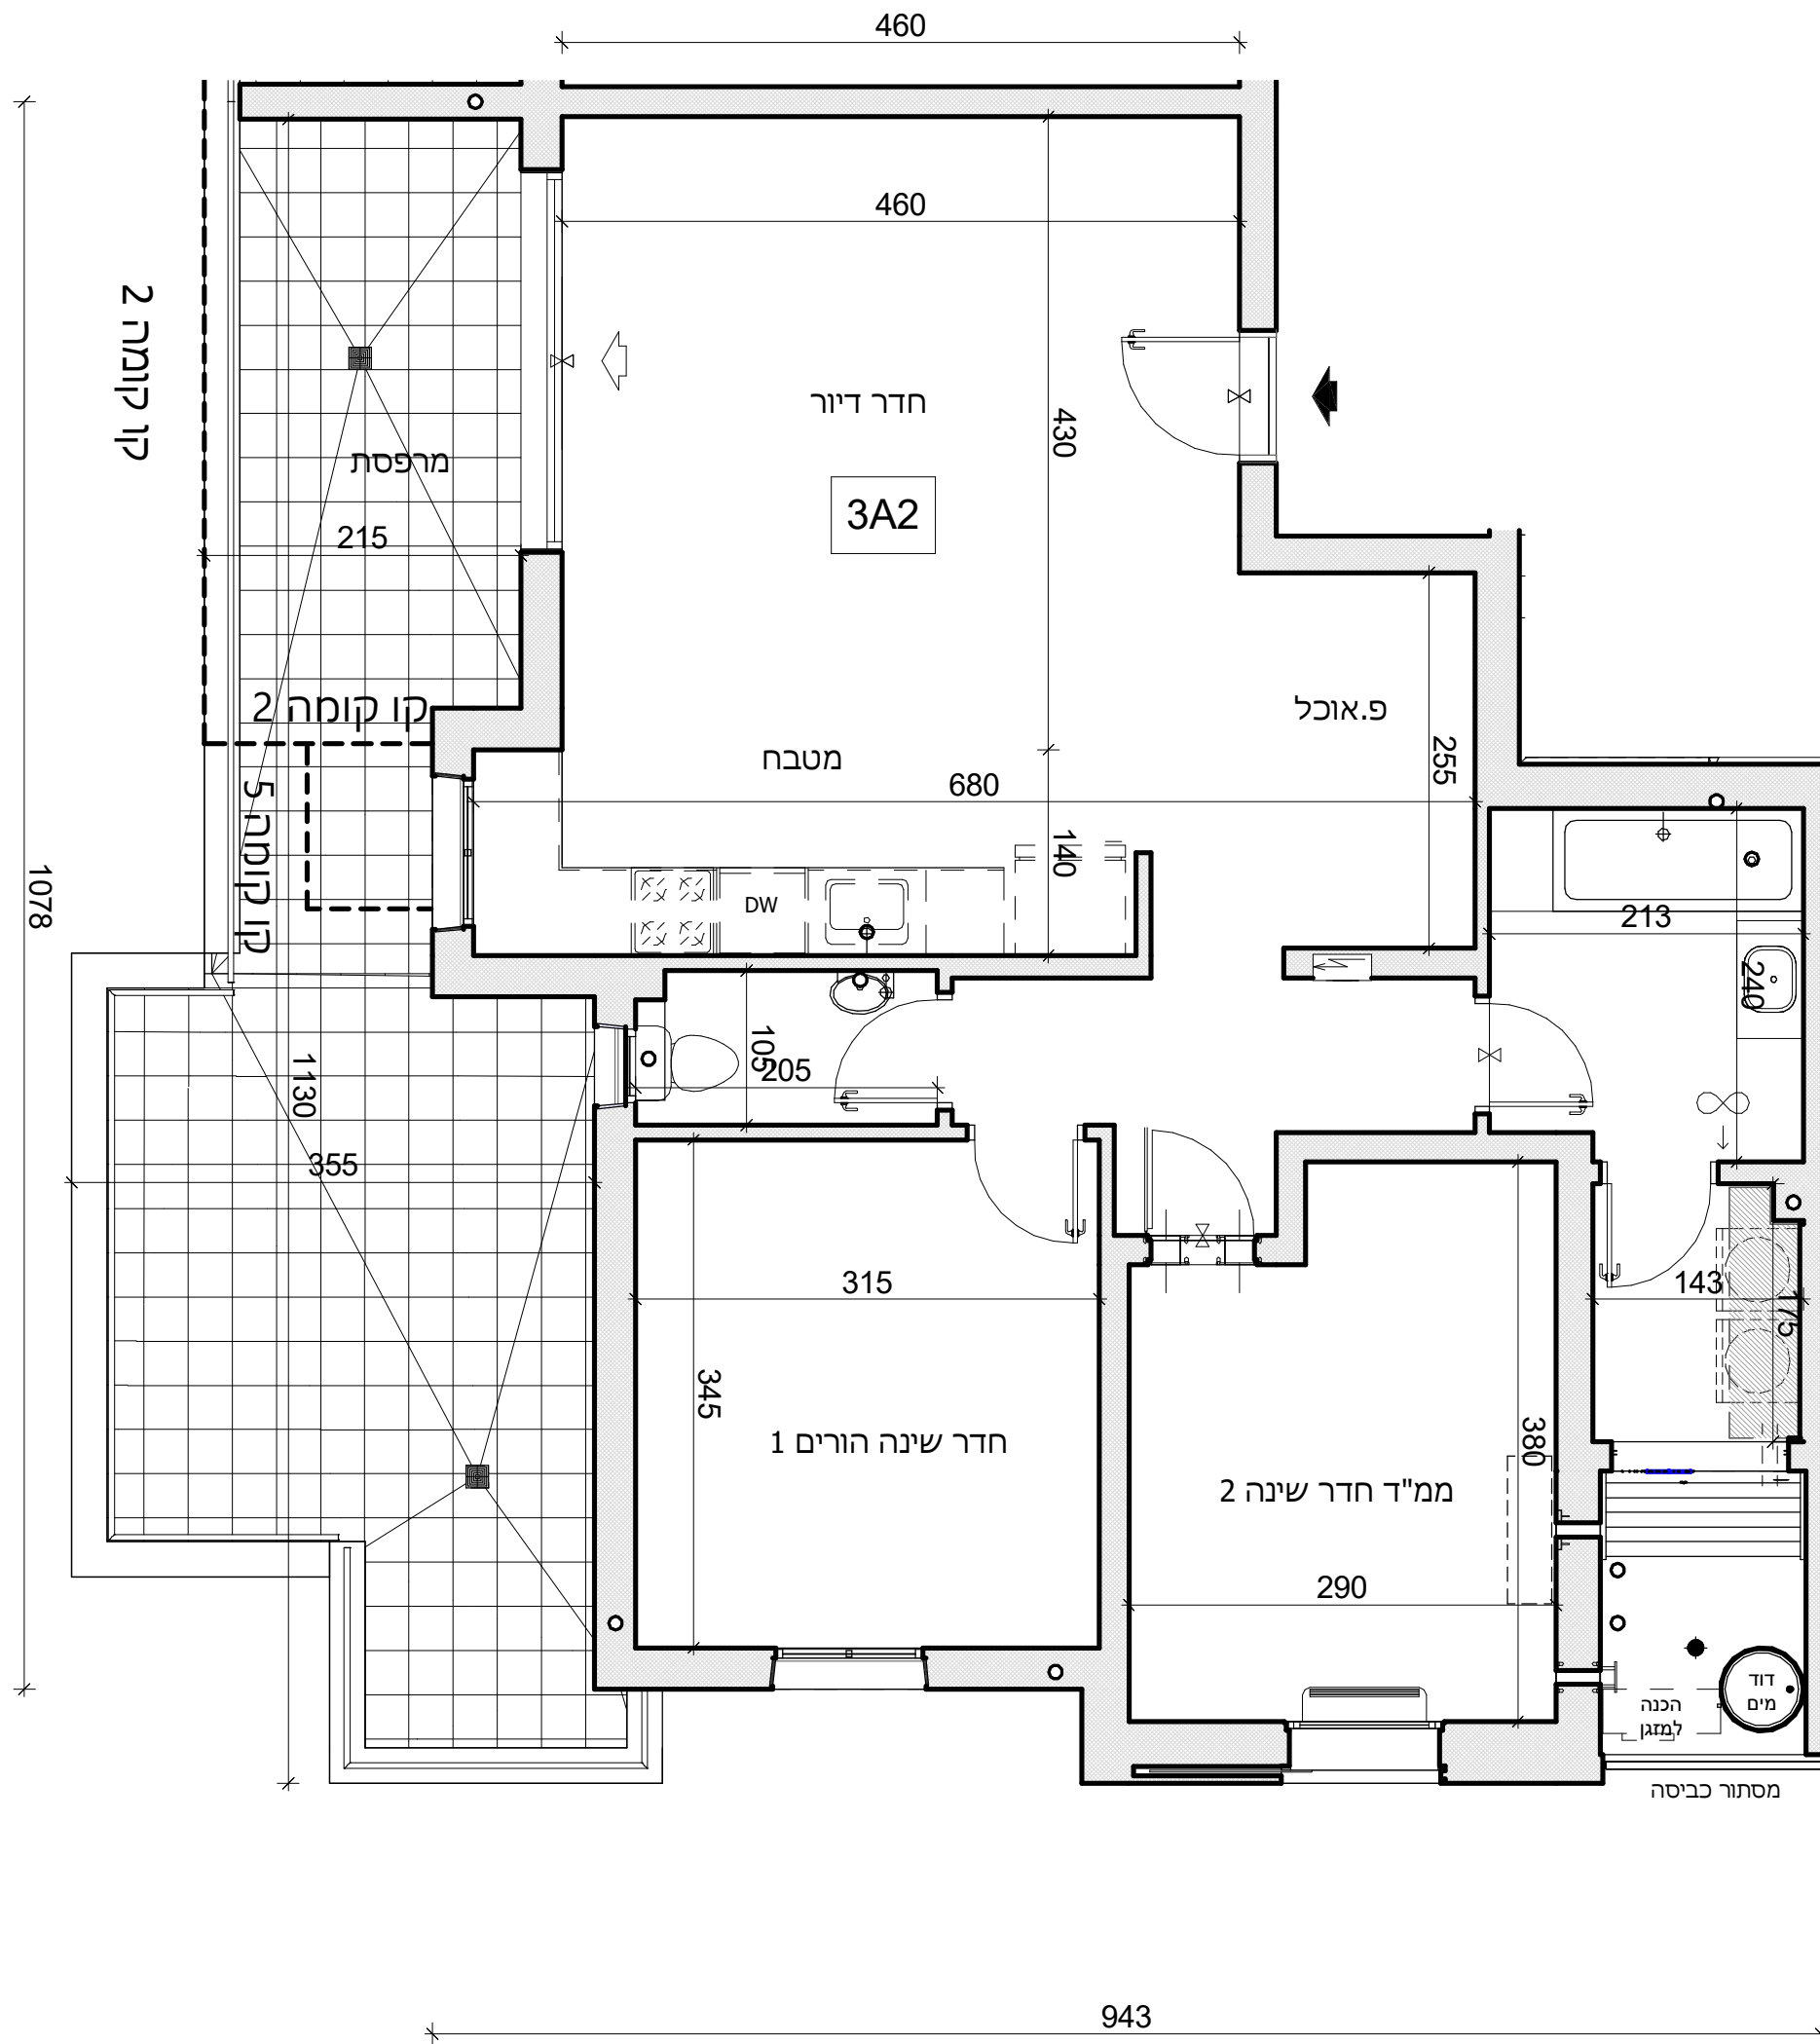 460
460
קו קומה 2
חדר דיור
430
מרפסת
3A2
215
קו קומה 2
פ.אוכל
מטבח
255
680
קו קומה 5
140
1078
DW
213
240
105
205
1130
355
315
143
175
345
380
חדר שינה הורים 1
ממ"ד חדר שינה 2
290
דוד
מים
הכנה
למזגן
מסתור כביסה
943